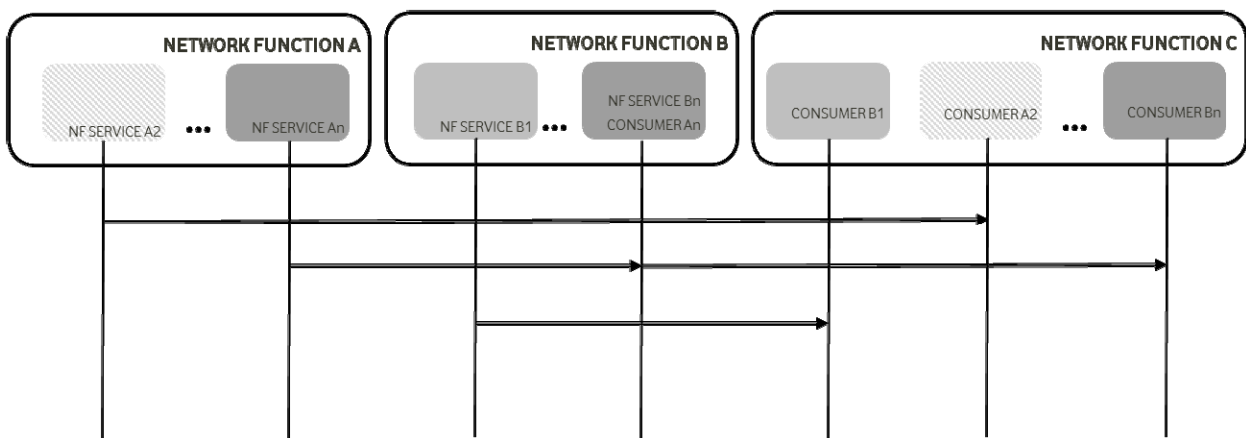 NETWORK FUNCTION A
NF SERVICE A2
•••
NF SERVICE An
NETWORK FUNCTION B
NF SERVICE B1
•••
NF SERVICE Bn
CONSUMER An
NETWORK FUNCTION C
CONSUMER B1
CONSUMER A2
•••
CONSUMER Bn